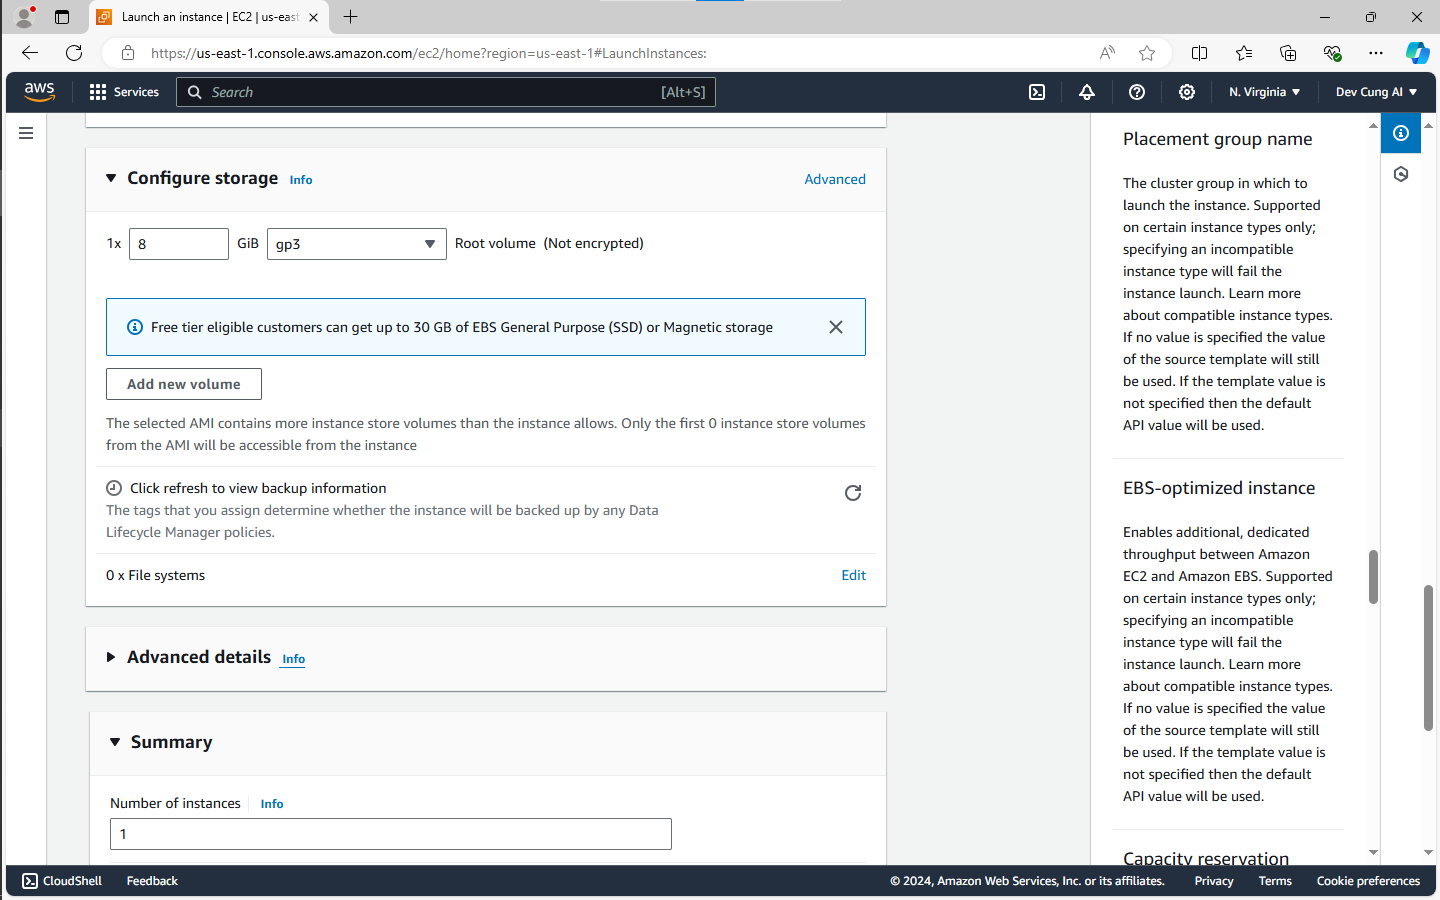 Launch an instance | EC2 | us-east
https://us-east-1.console.aws.amazon.com/ec2/home?region=us-east-1#LaunchInstances:
aws
Services
Search
[Alt+S]
N. Virginia
Dev Cung AI
Configure storage
Info
Advanced
1x
8
GiB
gp3
Root volume (Not encrypted)
Free tier eligible customers can get up to 30 GB of EBS General Purpose (SSD) or Magnetic storage
Add new volume
The selected AMI contains more instance store volumes than the instance allows. Only the first 0 instance store volumes
from the AMI will be accessible from the instance
Click refresh to view backup information
The tags that you assign determine whether the instance will be backed up by any Data
Lifecycle Manager policies.
0 x File systems
Edit
Advanced details
Info
Summary
Number of instances
Info
1
Placement group name
The cluster group in which to
launch the instance. Supported
on certain instance types only;
specifying an incompatible
instance type will fail the
instance launch. Learn more
about compatible instance types.
If no value is specified the value
of the source template will still
be used. If the template value is
not specified then the default
API value will be used.
EBS-optimized instance
Enables additional, dedicated
throughput between Amazon
EC2 and Amazon EBS. Supported
on certain instance types only;
specifying an incompatible
instance type will fail the
instance launch. Learn more
about compatible instance types.
If no value is specified the value
of the source template will still
be used. If the template value is
not specified then the default
API value will be used.
Capacity reservation
CloudShell
Feedback
© 2024, Amazon Web Services, Inc. or its affiliates.
Privacy
Terms
Cookie preferences